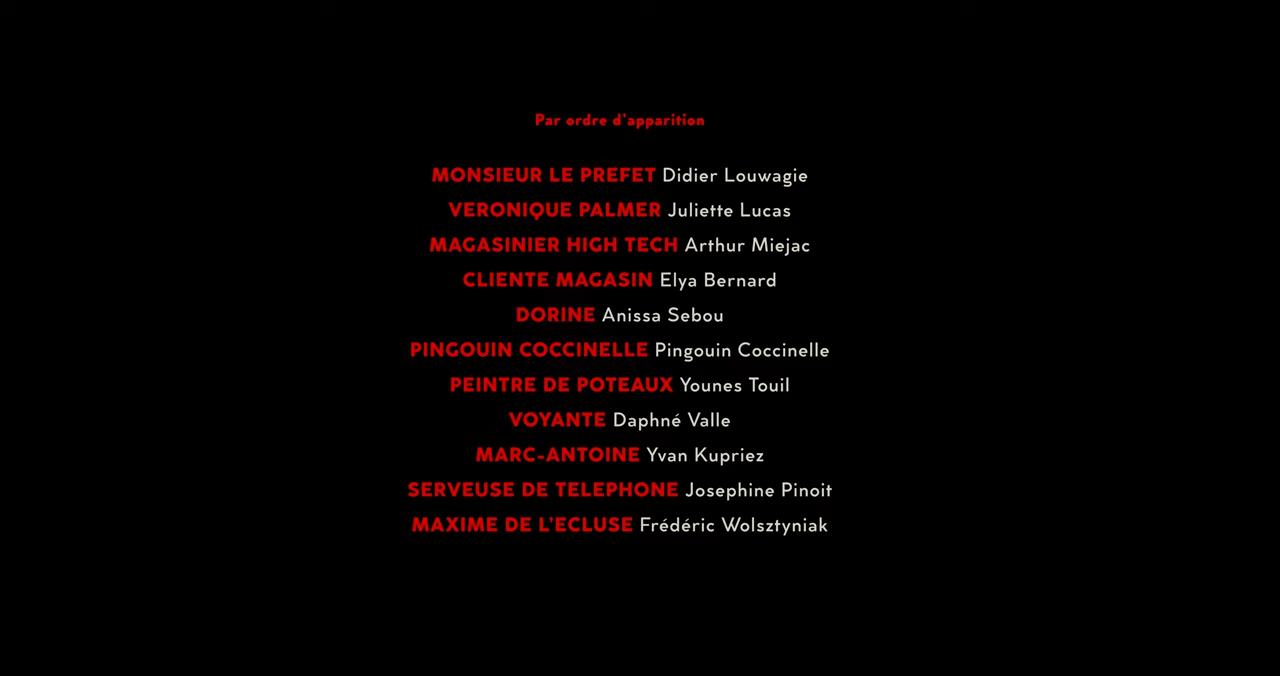 Par ordre d'apparition
MONSIEUR LE PREFET Didier Louwagie
VERONIQUE PALMER Juliette Lucas
MAGASINIER HIGH TECH Arthur Miejac
CLIENTE MAGASIN Elya Bernard
DORINE Anissa Sebou
PINGOUIN COCCINELLE Pingouin Coccinelle
PEINTRE DE POTEAUX Younes Touil
VOYANTE Daphné Valle
MARC-ANTOINE Yvan Kupriez
SERVEUSE DE TELEPHONE Josephine Pinoit
MAXIME DE L'ECLUSE Frédéric Wolsztyniak